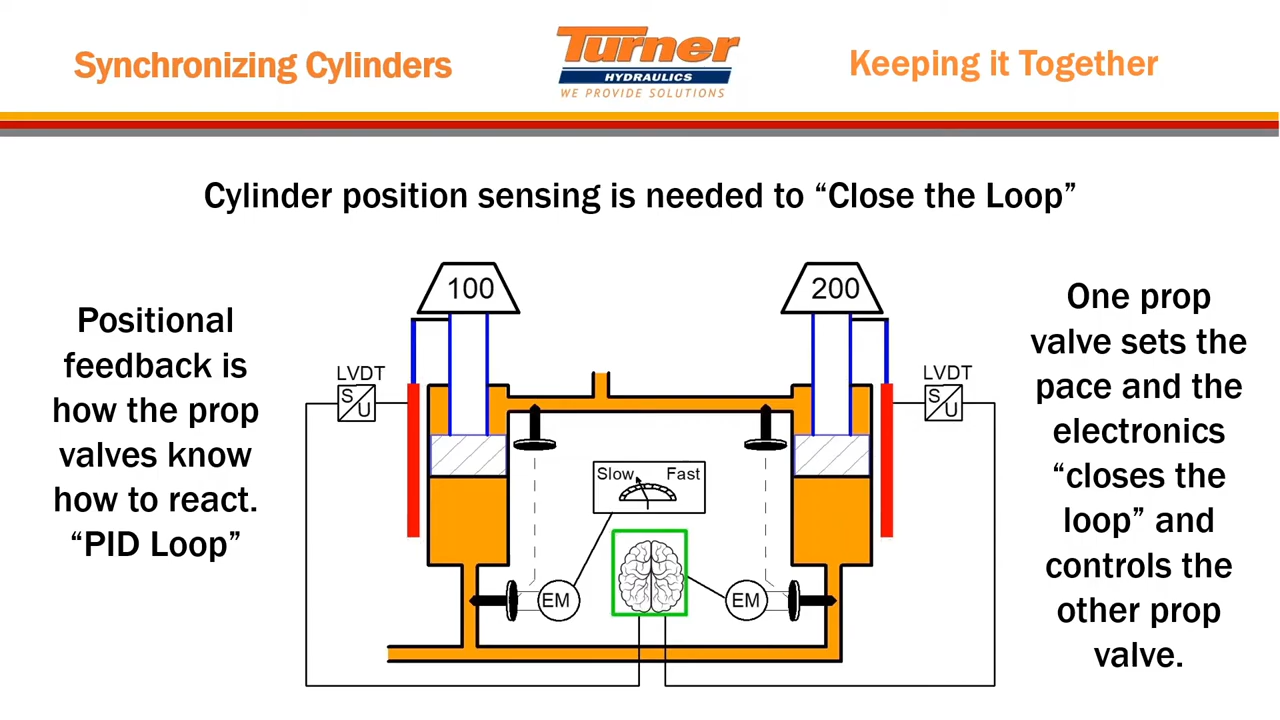 Synchronizing Cylinders
Turner
HYDRAULICS
WE PROVIDE SOLUTIONS
Keeping it Together
Cylinder position sensing is needed to “Close the Loop”
Positional
feedback is
how the prop
valves know
how to react.
“PID Loop”
100
200
LVDT
S
U
LVDT
S
U
Slow
Fast
EM
EM
One prop
valve sets the
pace and the
electronics
“closes the
loop” and
controls the
other prop
valve.